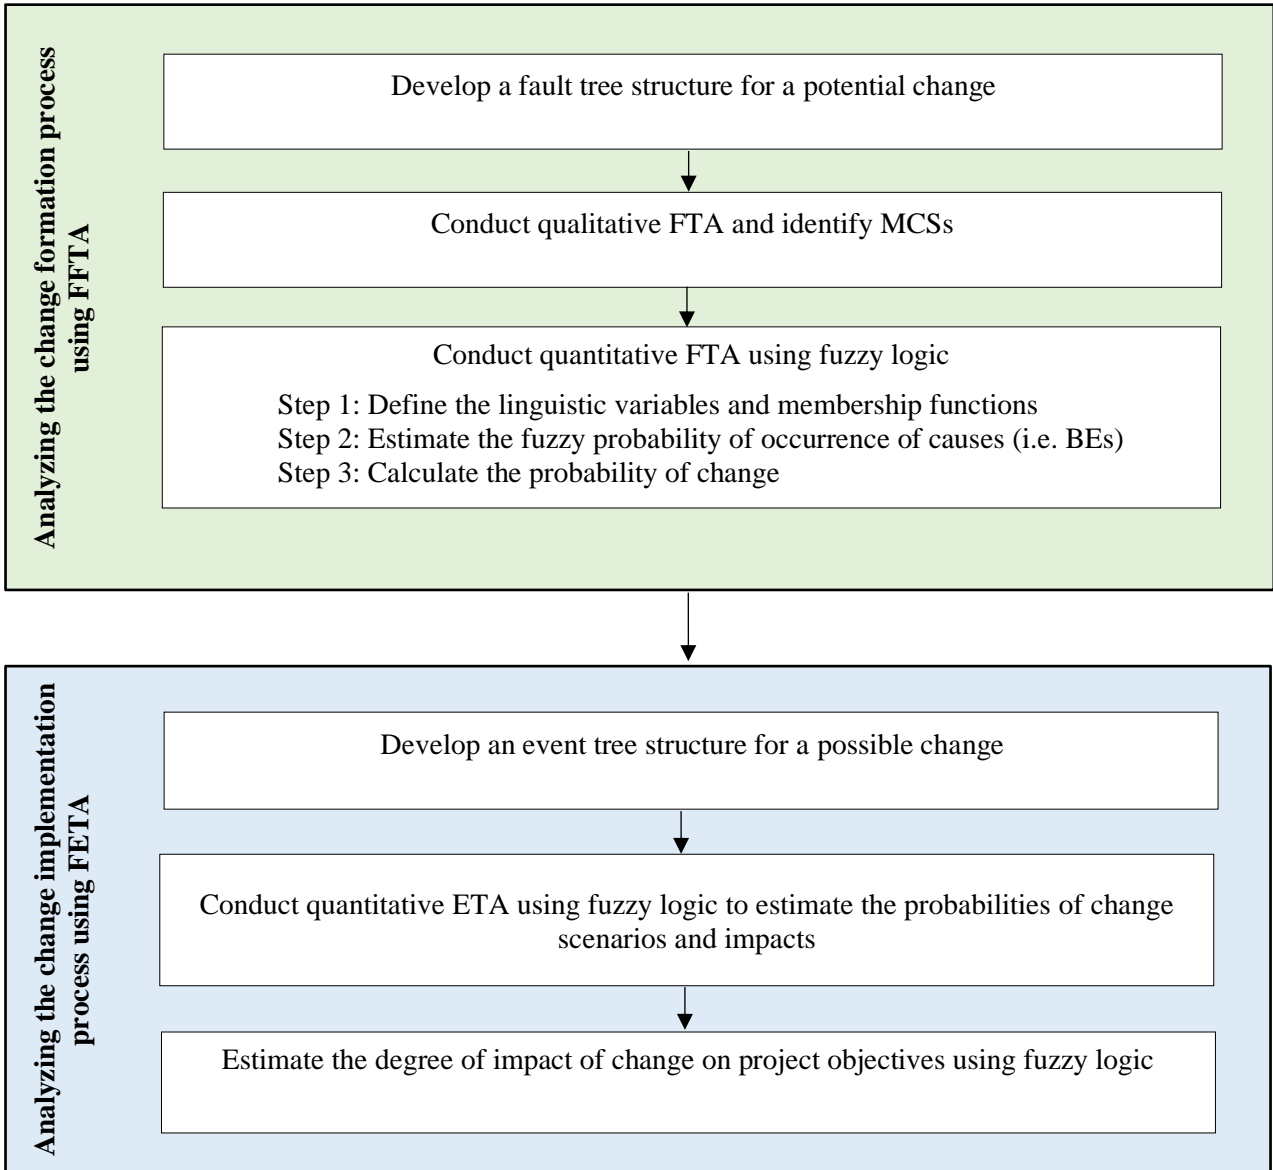 Analyzing the change formation process
using FFTA
Develop a fault tree structure for a potential change
Conduct qualitative FTA and identify MCSs
Conduct quantitative FTA using fuzzy logic
Step 1: Define the linguistic variables and membership functions
Step 2: Estimate the fuzzy probability of occurrence of causes (i.e. BEs)
Step 3: Calculate the probability of change
Analyzing the change implementation
process using FETA
Develop an event tree structure for a possible change
Conduct quantitative ETA using fuzzy logic to estimate the probabilities of change
scenarios and impacts
Estimate the degree of impact of change on project objectives using fuzzy logic